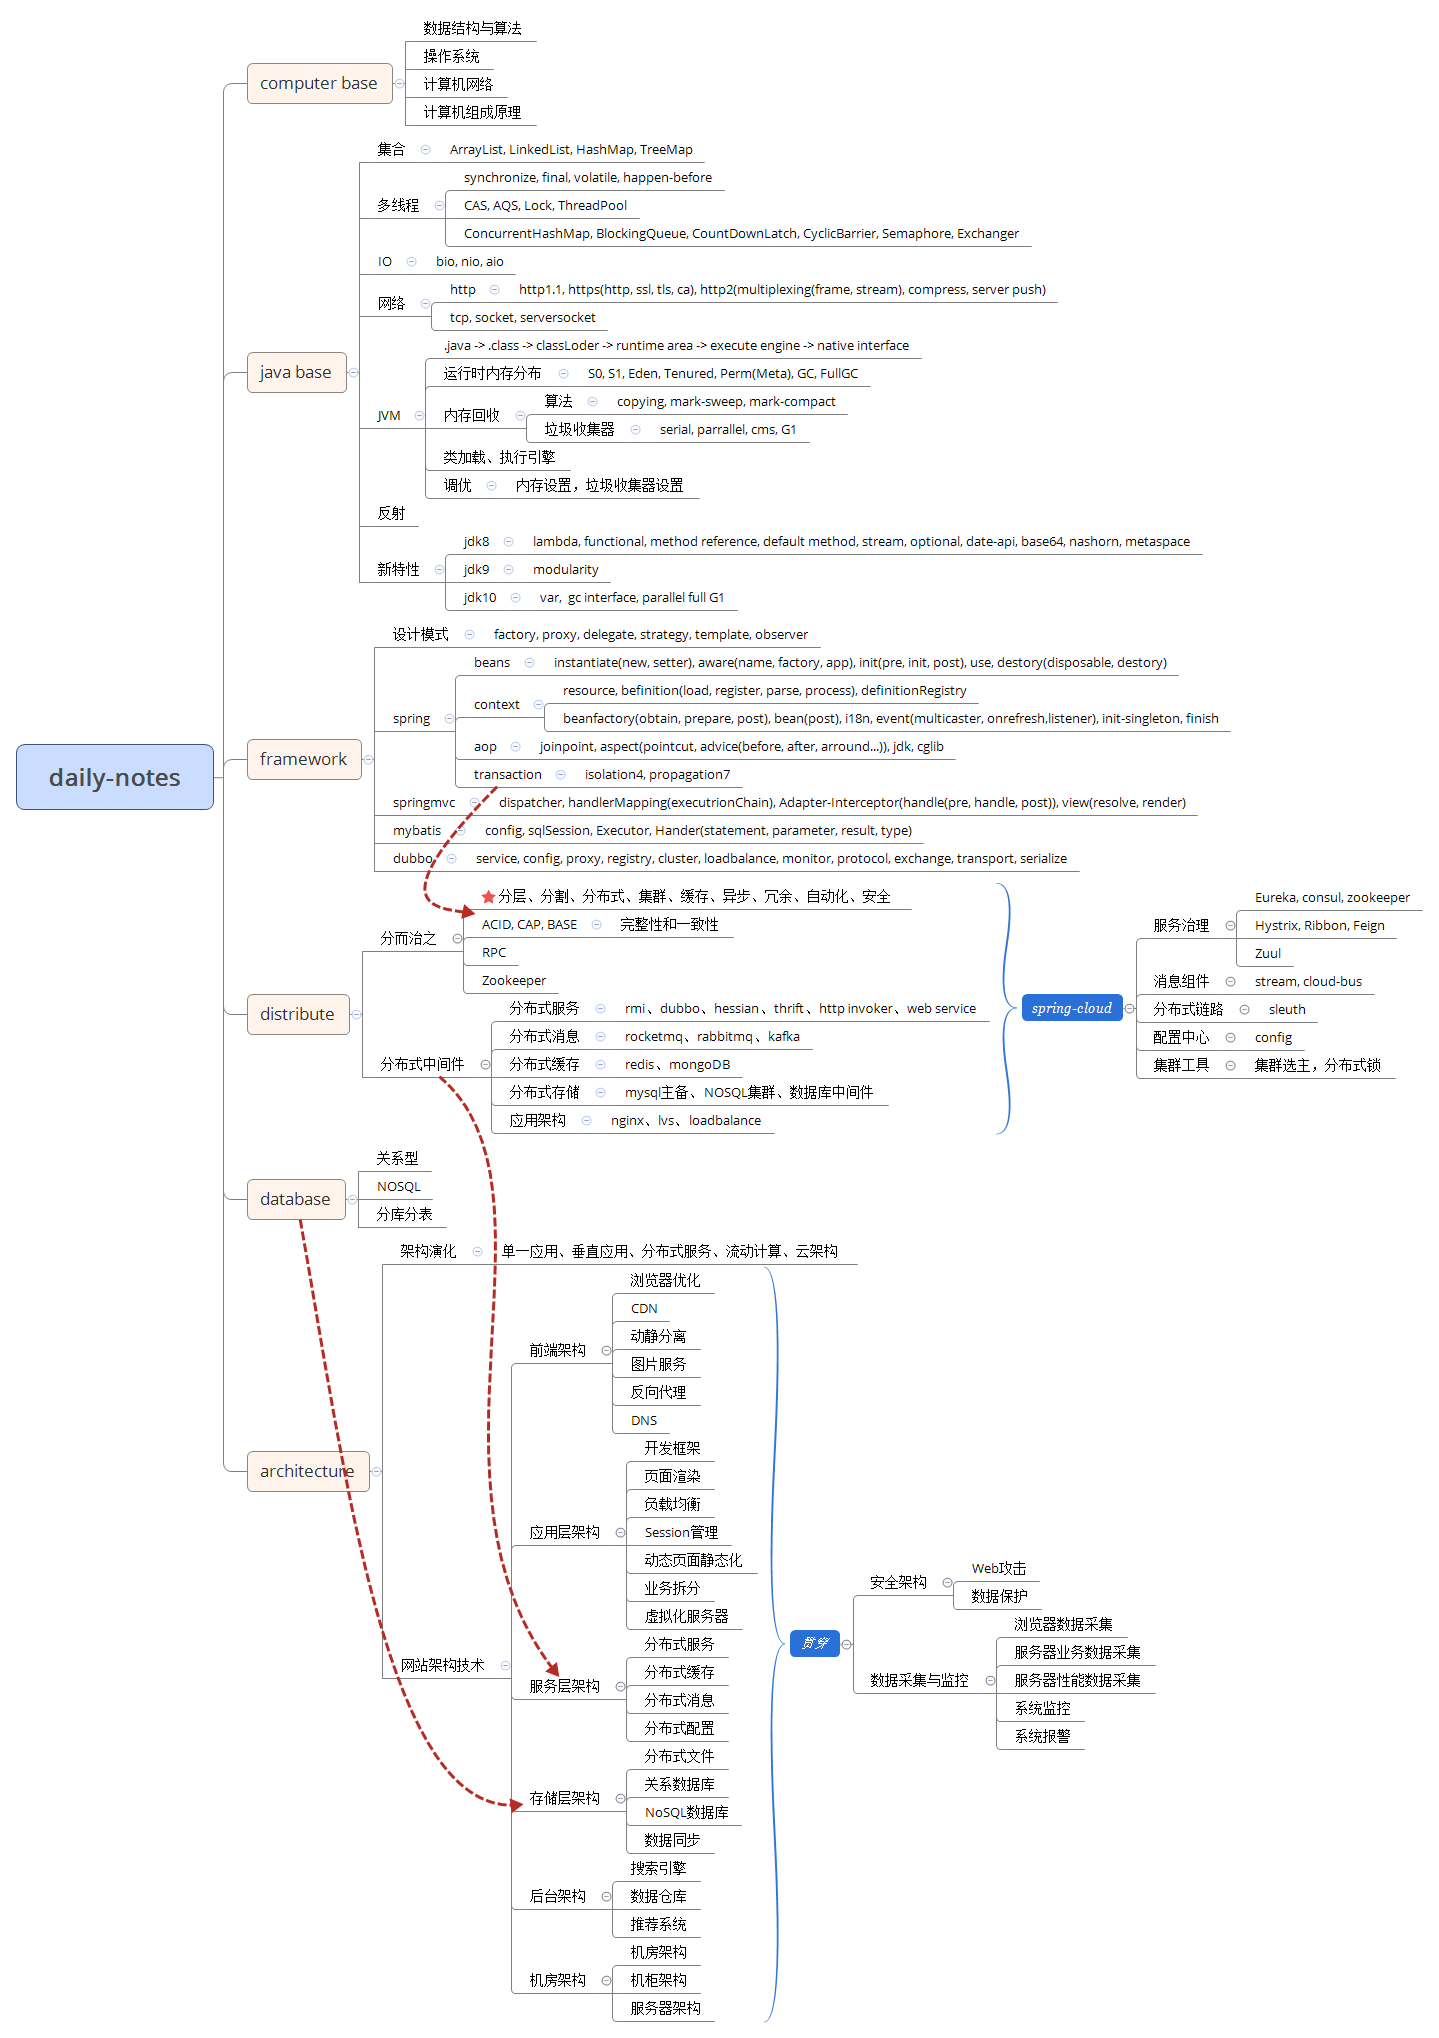 daily-notes
computer base
数据结构与算法
操作系统
计算机网络
计算机组成原理
java base
集合
ArrayList, LinkedList, HashMap, TreeMap
多线程
synchronize, final, volatile, happen-before
CAS, AQS, Lock, ThreadPool
ConcurrentHashMap, BlockingQueue, CountDownLatch, CyclicBarrier, Semaphore, Exchanger
IO
bio, nio, aio
网络
http
http1.1, https(http, ssl, tls, ca), http2(multiplexing(frame, stream), compress, server push)
tcp, socket, serversocket
JVM
.java -> .class -> classLoder -> runtime area -> execute engine -> native interface
运行时内存分布
S0, S1, Eden, Tenured, Perm(Meta), GC, FullGC
内存回收
算法
copying, mark-sweep, mark-compact
垃圾收集器
serial, parrallel, cms, G1
类加载、执行引擎
调优
内存设置，垃圾收集器设置
反射
新特性
jdk8
lambda, functional, method reference, default method, stream, optional, date-api, base64, nashorn, metaspace
jdk9
modularity
jdk10
var,  gc interface, parallel full G1
framework
设计模式
factory, proxy, delegate, strategy, template, observer
spring
beans
instantiate(new, setter), aware(name, factory, app), init(pre, init, post), use, destory(disposable, destory)
context
resource, befinition(load, register, parse, process), definitionRegistry
beanfactory(obtain, prepare, post), bean(post), i18n, event(multicaster, onrefresh,listener), init-singleton, finish
aop
joinpoint, aspect(pointcut, advice(before, after, arround...)), jdk, cglib
transaction
isolation4, propagation7
springmvc
dispatcher, handlerMapping(executrionChain), Adapter-Interceptor(handle(pre, handle, post)), view(resolve, render)
mybatis
config, sqlSession, Executor, Hander(statement, parameter, result, type)
dubbo
service, config, proxy, registry, cluster, loadbalance, monitor, protocol, exchange, transport, serialize
distribute
分而治之
分层、分割、分布式、集群、缓存、异步、冗余、自动化、安全
ACID, CAP, BASE
完整性和一致性
RPC
Zookeeper
分布式中间件
分布式服务
rmi、dubbo、hessian、thrift、http invoker、web service
分布式消息
rocketmq、rabbitmq、kafka
分布式缓存
redis、mongoDB
分布式存储
mysql主备、NOSQL集群、数据库中间件
应用架构
nginx、lvs、loadbalance
spring-cloud
服务治理
Eureka, consul, zookeeper
Hystrix, Ribbon, Feign
Zuul
消息组件
stream, cloud-bus
分布式链路
sleuth
配置中心
config
集群工具
集群选主，分布式锁
database
关系型
NOSQL
分库分表
architecture
架构演化
单一应用、垂直应用、分布式服务、流动计算、云架构
网站架构技术
前端架构
浏览器优化
CDN
动静分离
图片服务
反向代理
DNS
应用层架构
开发框架
页面渲染
负载均衡
Session管理
动态页面静态化
业务拆分
虚拟化服务器
服务层架构
分布式服务
分布式缓存
分布式消息
分布式配置
存储层架构
分布式文件
关系数据库
NoSQL数据库
数据同步
后台架构
搜索引擎
数据仓库
推荐系统
机房架构
机房架构
机柜架构
服务器架构
贯穿
安全架构
Web攻击
数据保护
数据采集与监控
浏览器数据采集
服务器业务数据采集
服务器性能数据采集
系统监控
系统报警